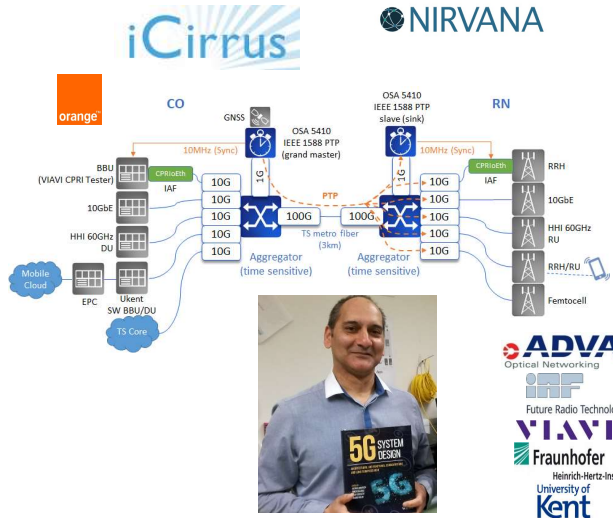 iCirrus
NIRVANA
orange™
CO
RN
GNSS
OSA 5410
IEEE 1588 PTP
(grand master)
OSA 5410
IEEE 1588 PTP
slave (sink)
10MHz (Sync)
10MHz (Sync)
BBU
(VIAVI CPRI Tester)
CPRIoEth
IAF
1G
1G
CPRIoEth
IAF
RRH
10G
PTP
10G
10GbE
10G
10G
10GbE
HHI 60GHz
DU
10G
100G
100G
10G
HHI 60GHz
RU
TS metro fiber
(3km)
10G
10G
RRH/RU
10G
10G
Aggregator
(time sensitive)
Aggregator
(time sensitive)
Mobile
Cloud
EPC
Ukent
SW BBU/DU
Femtocell
TS Core
5G SYSTEM
DESIGN
5G
ADVA
Optical Networking
iaf
Future Radio Technolo
VIAVI
Fraunhofer
Heinrich-Hertz-Ins
University of
Kent